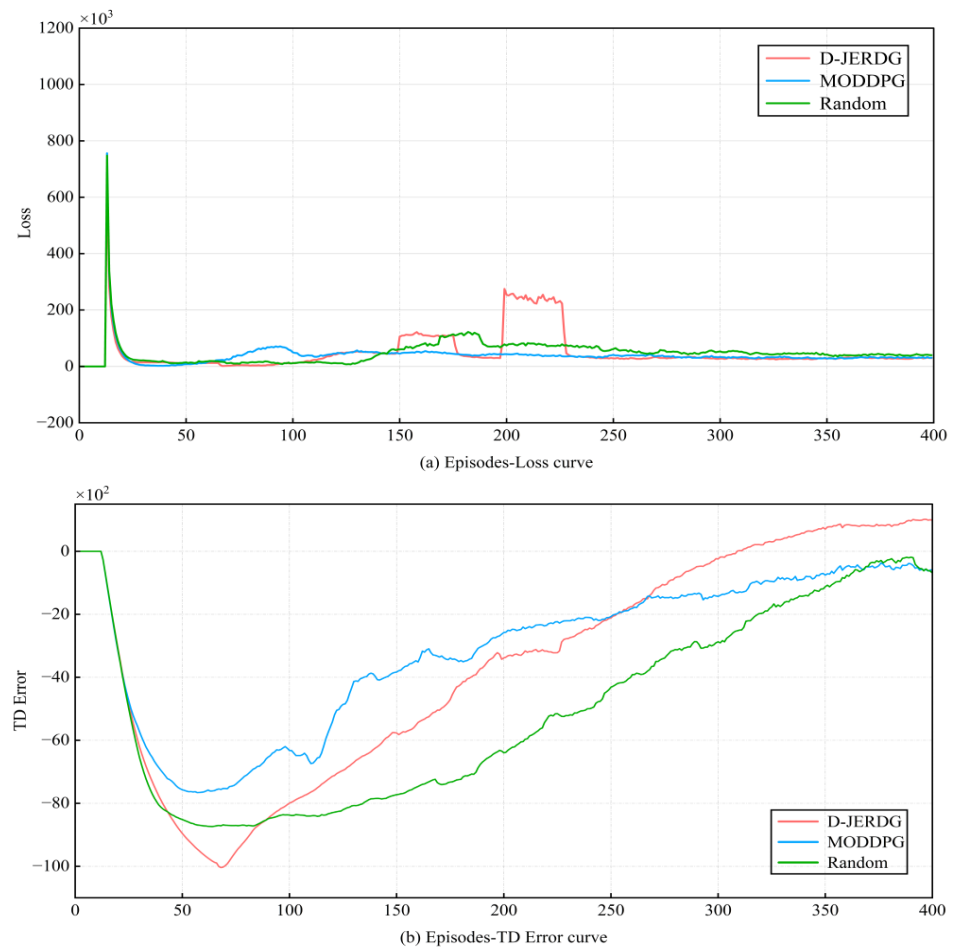 ×10³
1200
1000
800
600
400
200
0
−200
Loss
D-JERDG
MODDPG
Random
0 50 100 150 200 250 300 350 400
(a) Episodes-Loss curve
×10²
0
−20
−40
−60
−80
−100
TD Error
D-JERDG
MODDPG
Random
0 50 100 150 200 250 300 350 400
(b) Episodes-TD Error curve